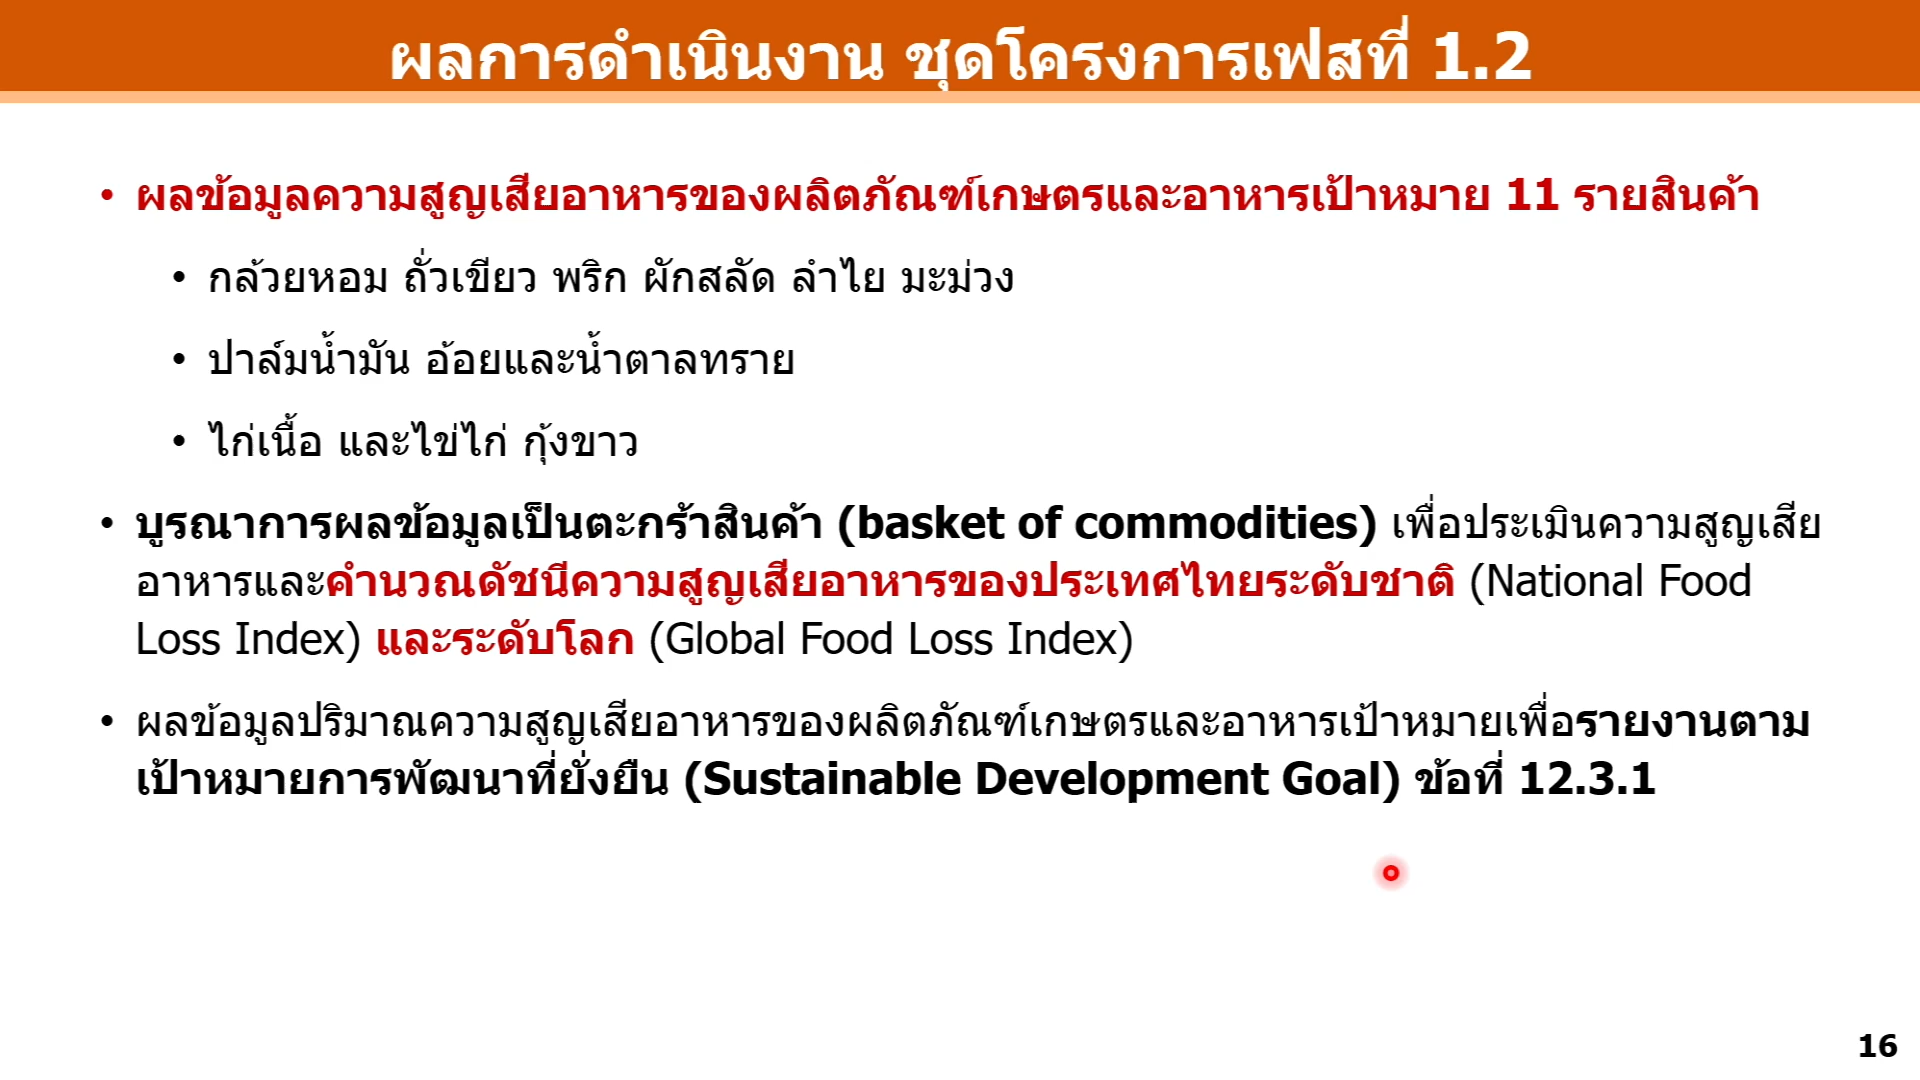 ผลการดำเนินงาน ชุดโครงการเฟสที่ 1.2
• ผลข้อมูลความสูญเสียอาหารของผลิตภัณฑ์เกษตรและอาหารเป้าหมาย 11 รายสินค้า
• กล้วยหอม ถั่วเขียว พริก ผักสลัด ลำไย มะม่วง
• ปาล์มน้ำมัน อ้อยและน้ำตาลทราย
• ไก่เนื้อ และไข่ไก่ กุ้งขาว
• บูรณาการผลข้อมูลเป็นตะกร้าสินค้า (basket of commodities) เพื่อประเมินความสูญเสีย
อาหารและคำนวณดัชนีความสูญเสียอาหารของประเทศไทยระดับชาติ (National Food
Loss Index) และระดับโลก (Global Food Loss Index)
• ผลข้อมูลปริมาณความสูญเสียอาหารของผลิตภัณฑ์เกษตรและอาหารเป้าหมายเพื่อรายงานตาม
เป้าหมายการพัฒนาที่ยั่งยืน (Sustainable Development Goal) ข้อที่ 12.3.1
16